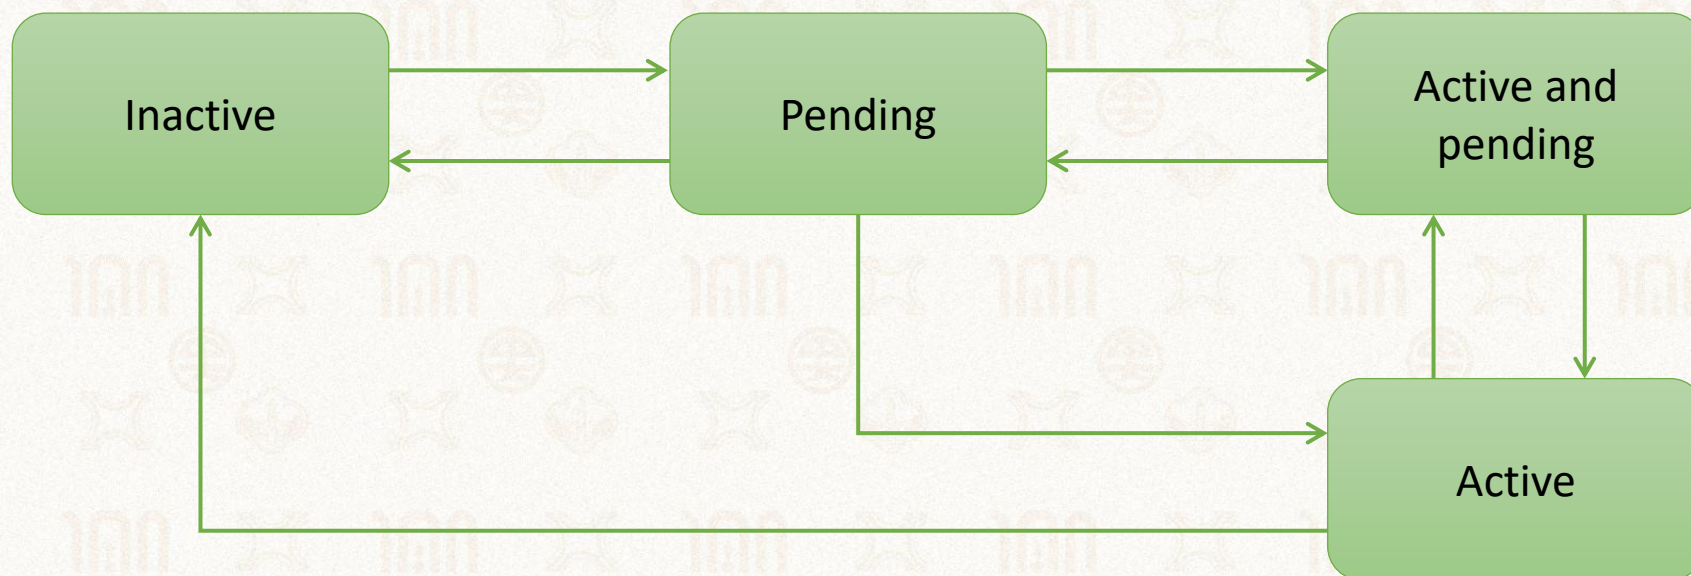 Inactive
Pending
Active and
pending
Active